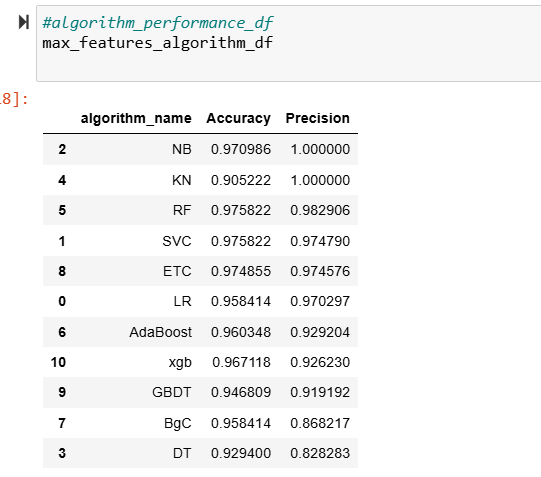 #algorithm_performance_df
max_features_algorithm_df
8]:
algorithm_name Accuracy Precision
2 NB 0.970986 1.000000
4 KN 0.905222 1.000000
5 RF 0.975822 0.982906
1 SVC 0.975822 0.974790
8 ETC 0.974855 0.974576
0 LR 0.958414 0.970297
6 AdaBoost 0.960348 0.929204
10 xgb 0.967118 0.926230
9 GBDT 0.946809 0.919192
7 BgC 0.958414 0.868217
3 DT 0.929400 0.828283